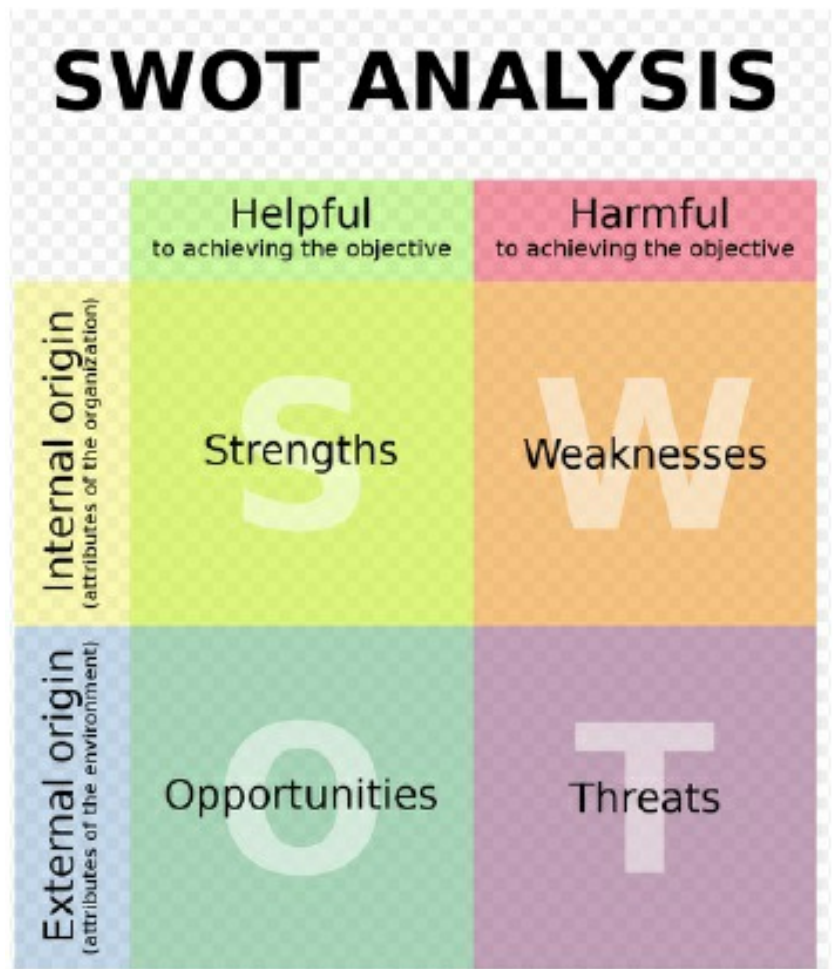 SWOT ANALYSIS
Helpful
to achieving the objective
Harmful
to achieving the objective
Internal origin
(attributes of the organization)
S
Strengths
W
Weaknesses
External origin
(attributes of the environment)
O
Opportunities
T
Threats